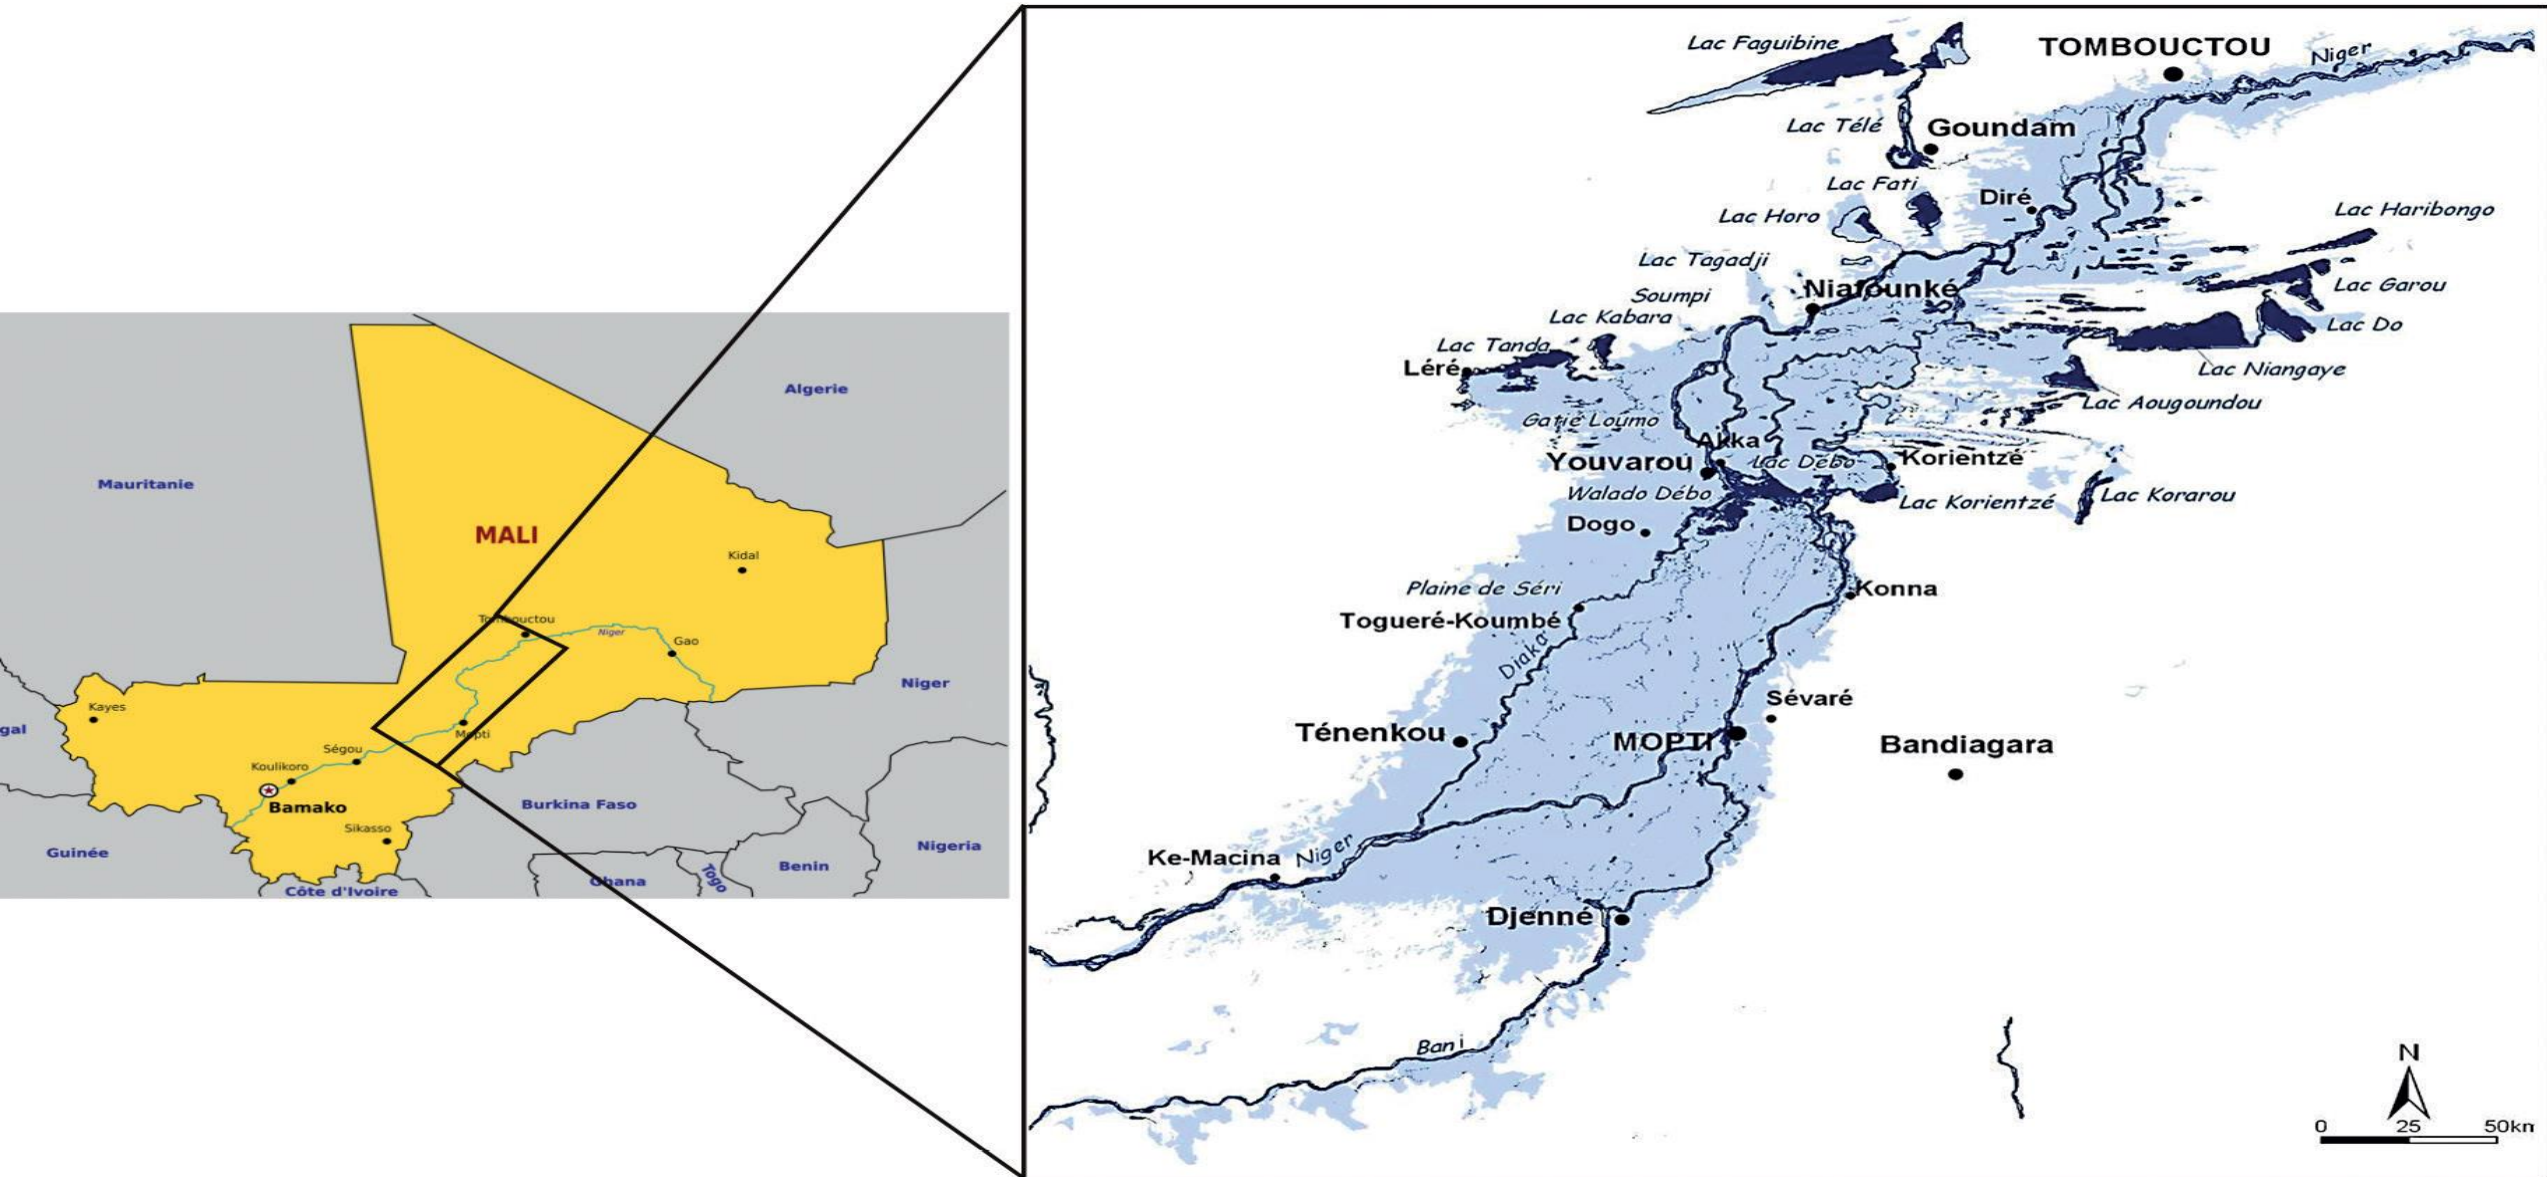 Algerie
Mauritanie
MALI
Kidal
Tombouctou
Niger
Gao
Niger
Kayes
gal
Mopti
Ségou
Koulikoro
Bamako
Burkina Faso
Sikasso
Guinée
Nigeria
Benin
Togo
Ghana
Côte d'Ivoire
Lac Faguibine
TOMBOUCTOU
Niger
Lac Télé
Goundam
Lac Fati
Diré
Lac Horo
Lac Haribongo
Lac Tagadji
Niafounké
Lac Garou
Soumpi
Lac Kabara
Lac Do
Lac Tanda
Léré
Lac Niangaye
Lac Aougoundou
Gatie Loumo
Akka
Youvarou
Lac Débo
Korientzé
Walado Débo
Lac Korientzé
Lac Korarou
Dogo
Plaine de Séri
Konna
Togueré-Koumbé
Diaka
Sévaré
Ténenkou
MOPTI
Bandiagara
Ke-Macina
Niger
Djenné
Bani
N
0 25 50km